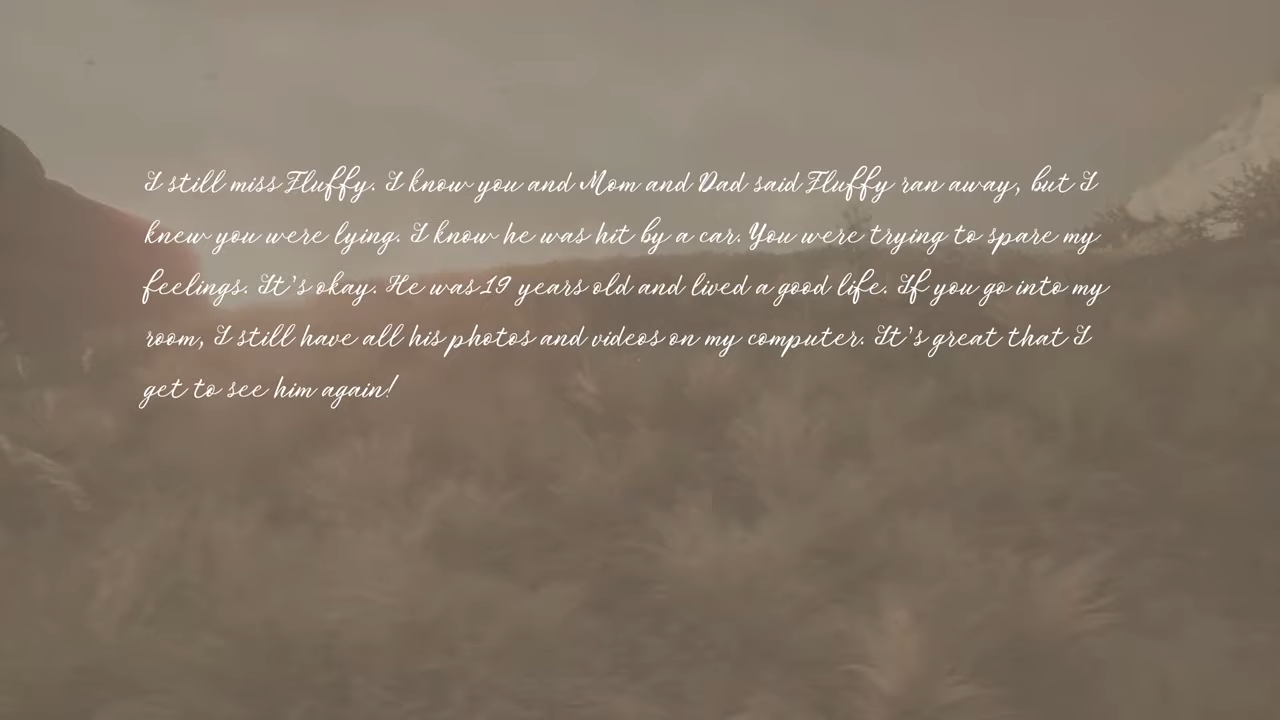 I still miss Fluffy. I know you and Mom and Dad said Fluffy ran away, but I
knew you were lying. I know he was hit by a car. You were trying to spare my
feelings. It's okay. He was 19 years old and lived a good life. If you go into my
room, I still have all his photos and videos on my computer. It's great that I
get to see him again!